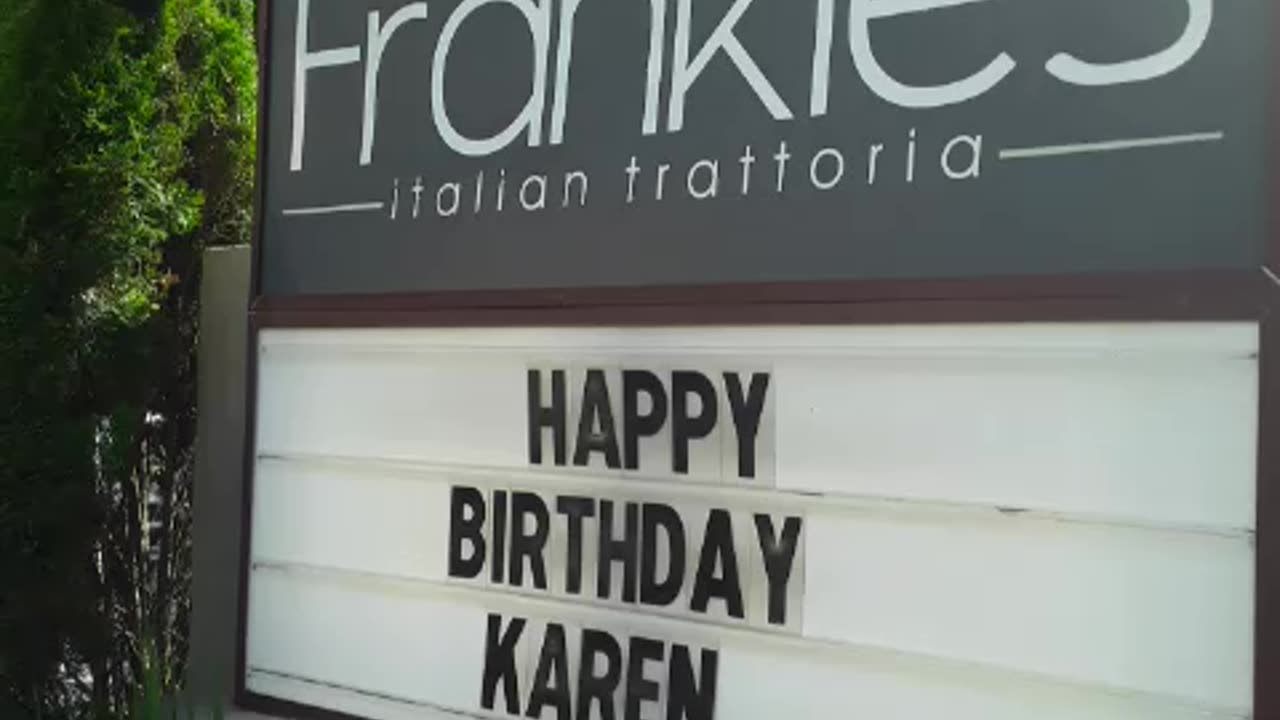 Frankies
italian trattoria
HAPPY
BIRTHDAY
KAREN